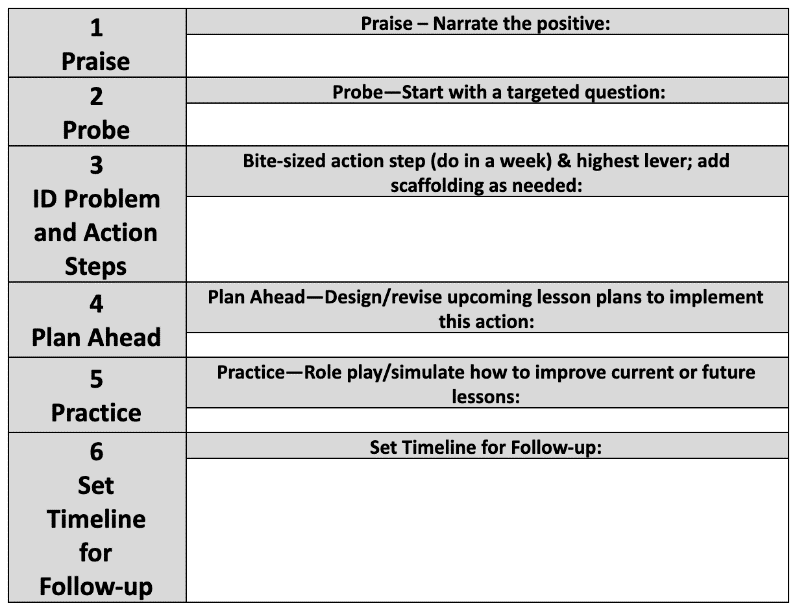 1
Praise
Praise – Narrate the positive:
2
Probe
Probe—Start with a targeted question:
3
ID Problem
and Action
Steps
Bite-sized action step (do in a week) & highest lever; add
scaffolding as needed:
4
Plan Ahead
Plan Ahead—Design/revise upcoming lesson plans to implement
this action:
5
Practice
Practice—Role play/simulate how to improve current or future
lessons:
6
Set
Timeline
for
Follow-up
Set Timeline for Follow-up: